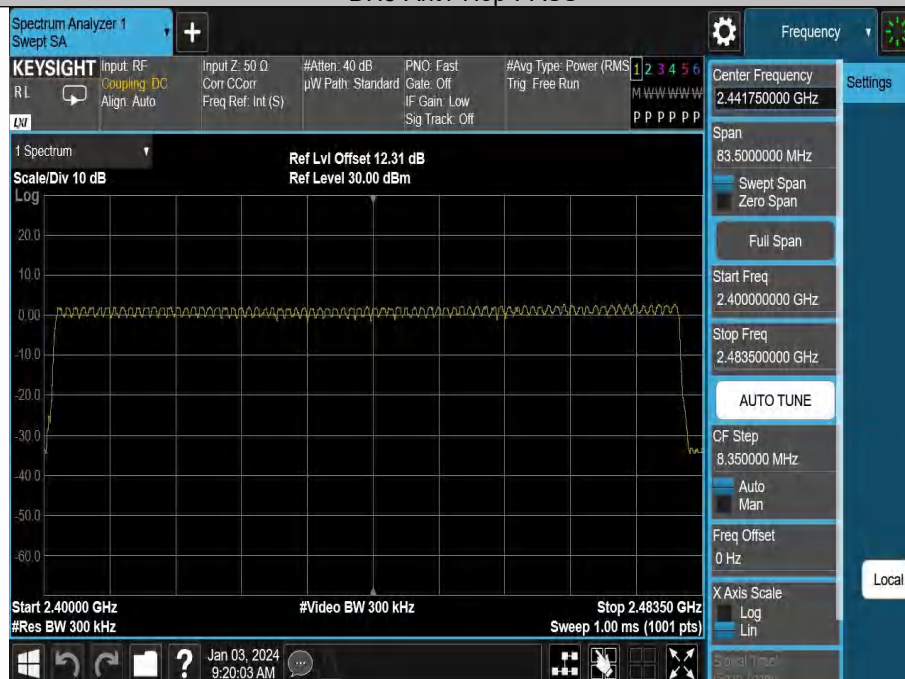 Spectrum Analyzer 1
Swept SA
+
Frequency
KEYSIGHT
RL
LXI
Input: RF
Coupling: DC
Align: Auto
Input Z: 50 Ω
Corr CCorr
Freq Ref: Int (S)
#Atten: 40 dB
µW Path: Standard
PNO: Fast
Gate: Off
IF Gain: Low
Sig Track: Off
#Avg Type: Power (RMS
Trig: Free Run
1 2 3 4 5 6
M W W W W W
P P P P P P
Center Frequency
2.441750000 GHz
Settings
Span
83.5000000 MHz
Swept Span
Zero Span
Full Span
Start Freq
2.400000000 GHz
Stop Freq
2.483500000 GHz
AUTO TUNE
CF Step
8.350000 MHz
Auto
Man
Freq Offset
0 Hz
X Axis Scale
Log
Lin
Local
1 Spectrum
Scale/Div 10 dB
Ref Lvl Offset 12.31 dB
Ref Level 30.00 dBm
Log
20.0
10.0
0.00
-10.0
-20.0
-30.0
-40.0
-50.0
-60.0
Start 2.40000 GHz
#Video BW 300 kHz
Stop 2.48350 GHz
#Res BW 300 kHz
Sweep 1.00 ms (1001 pts)
?
Jan 03, 2024
9:20:03 AM